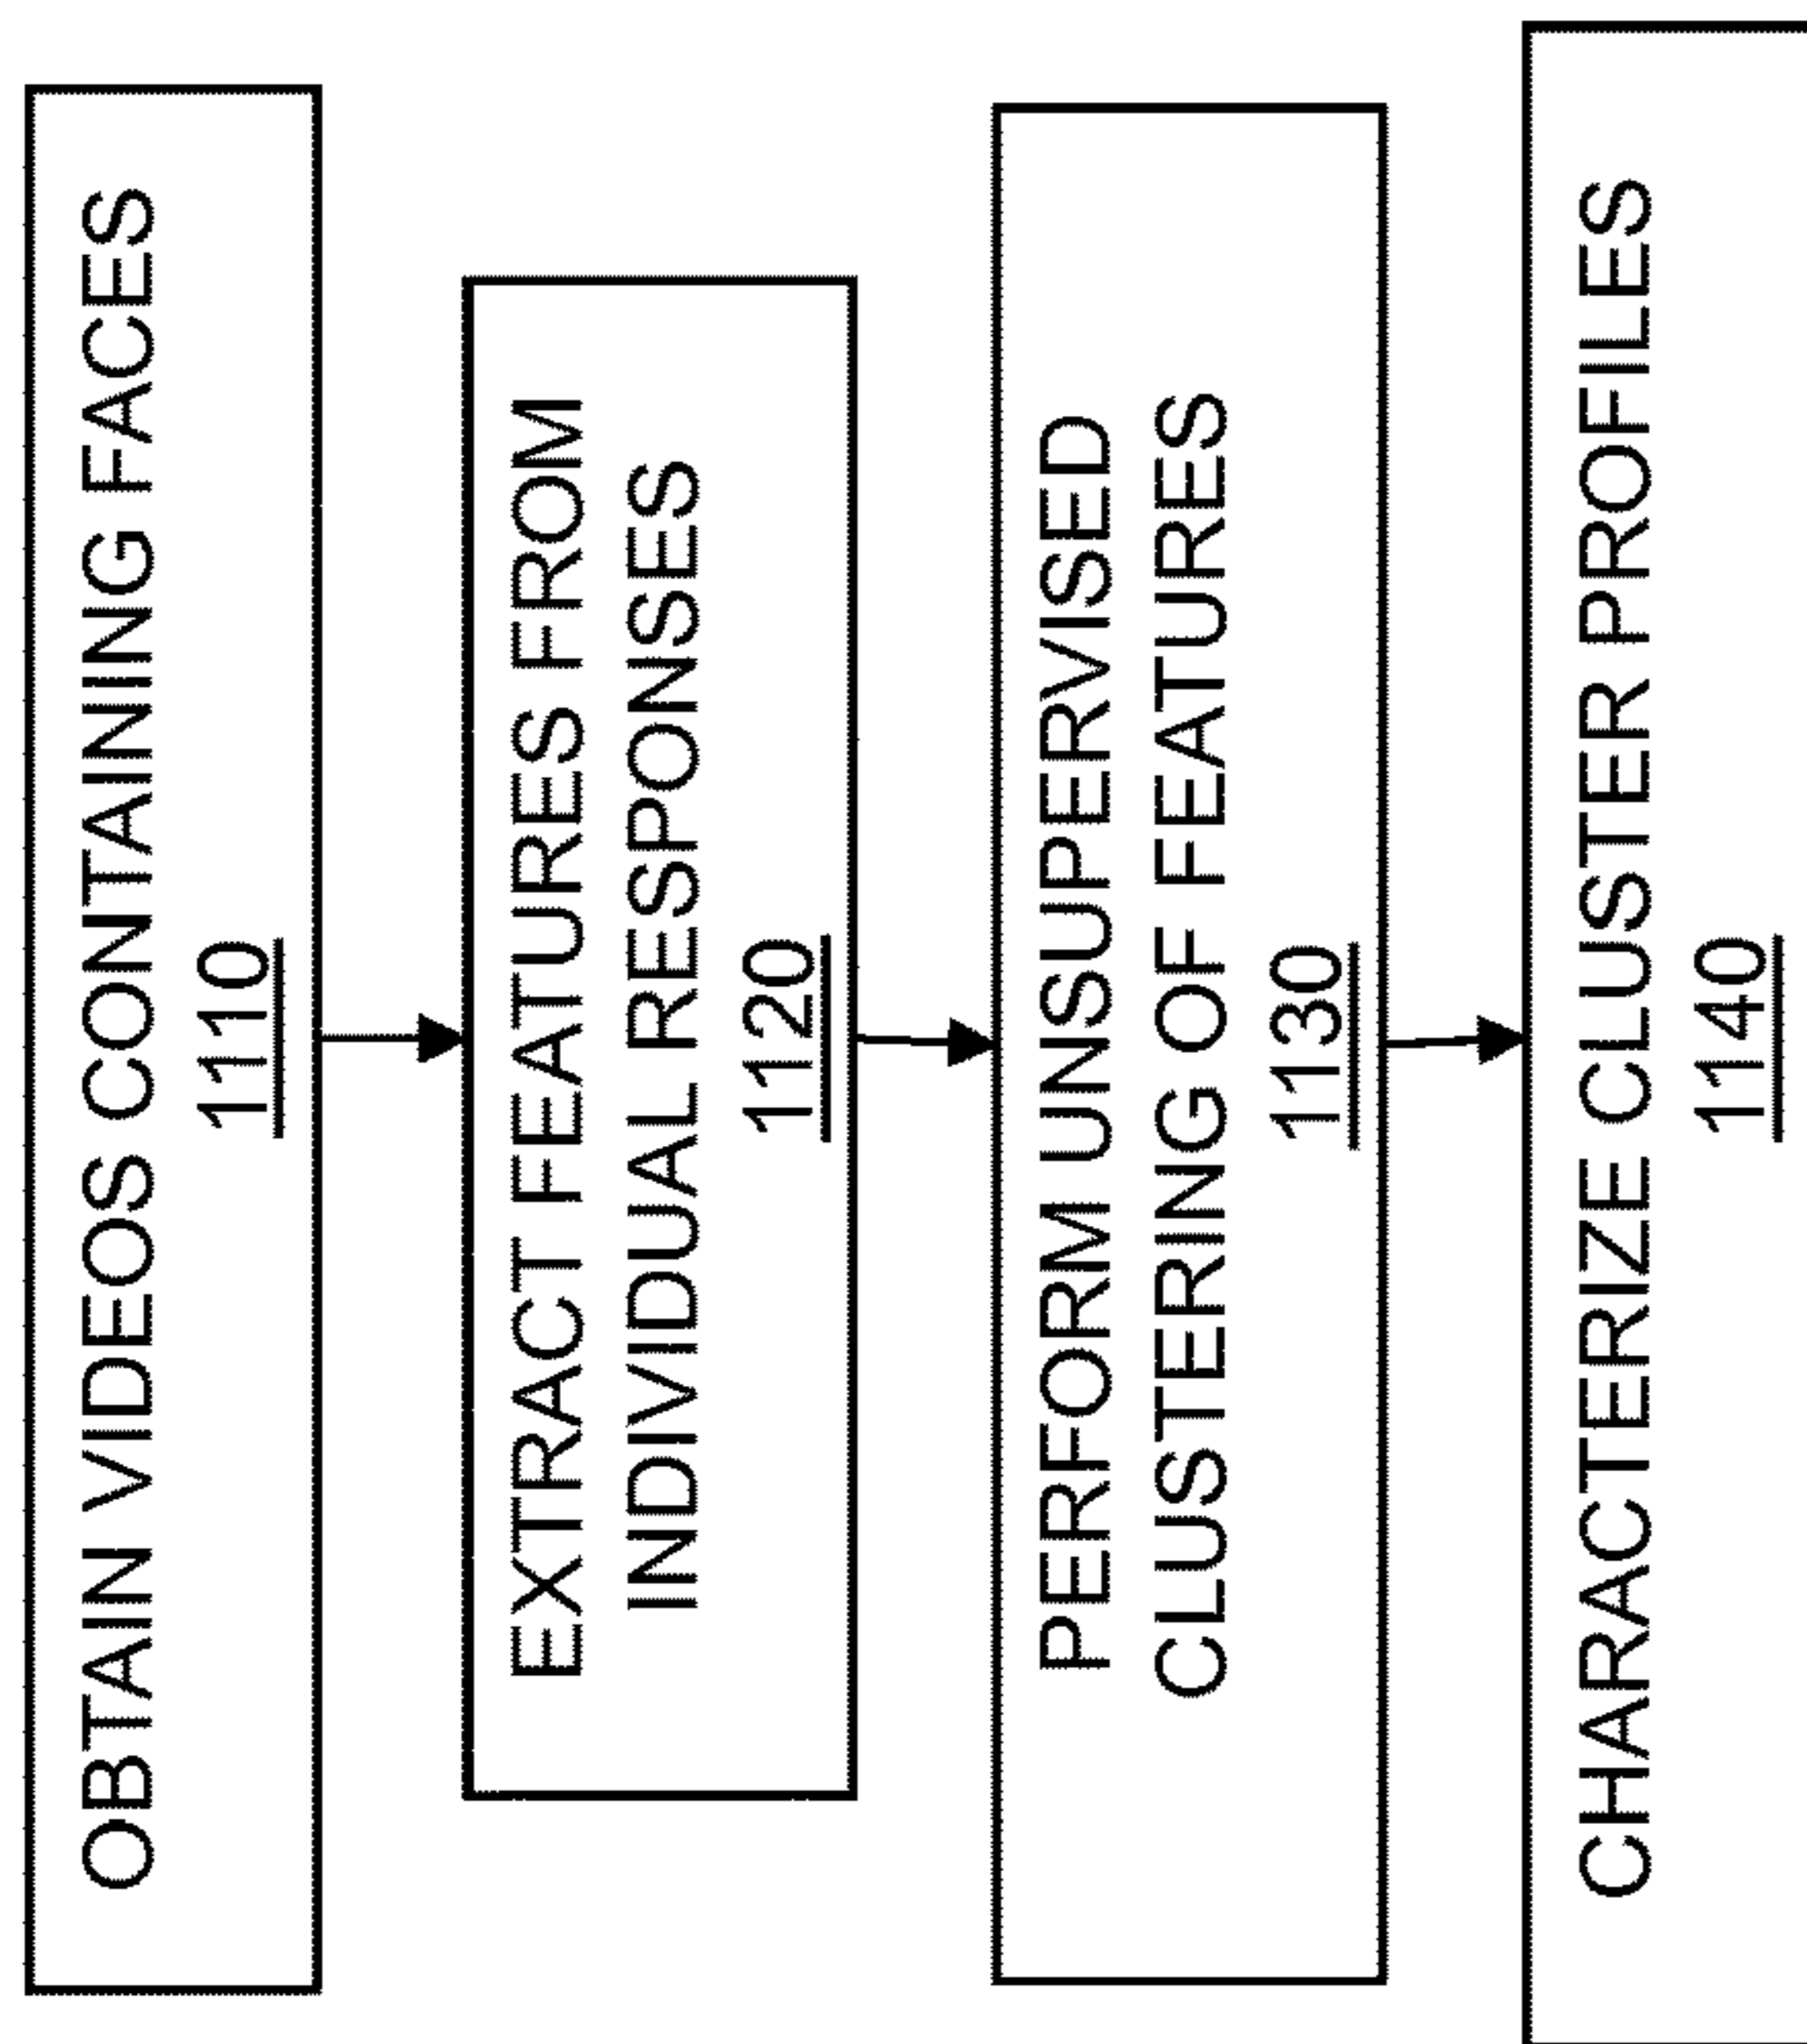 OBTAIN VIDEOS CONTAINING FACES
1110
EXTRACT FEATURES FROM
INDIVIDUAL RESPONSES
1120
PERFORM UNSUPERVISED
CLUSTERING OF FEATURES
1130
CHARACTERIZE CLUSTER PROFILES
1140